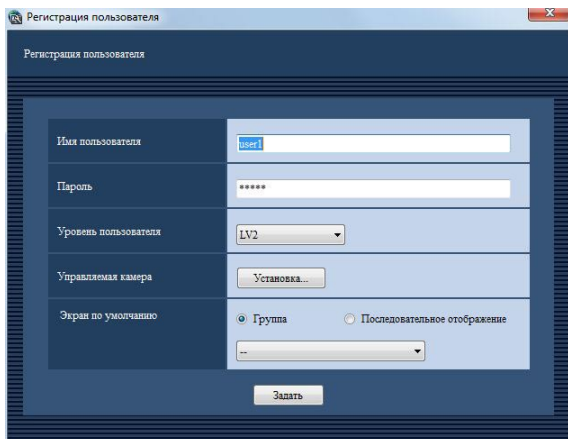 Регистрация пользователя
Регистрация пользователя
Имя пользователя
user1
Пароль
*****
Уровень пользователя
LV2
Управляемая камера
Установка...
Экран по умолчанию
Группа
Последовательное отображение
--
Задать